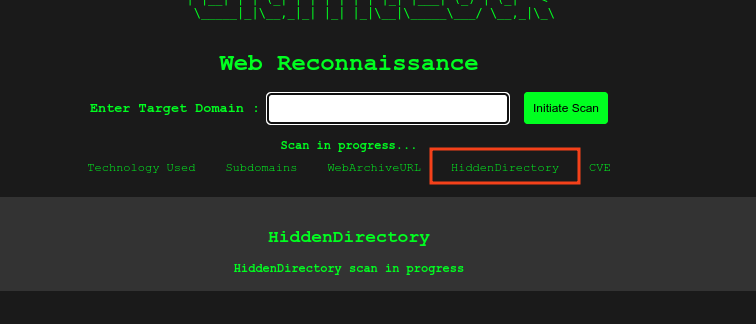 Web Reconnaissance
Enter Target Domain :
Initiate Scan
Scan in progress...
Technology Used Subdomains WebArchiveURL HiddenDirectory CVE
HiddenDirectory
HiddenDirectory scan in progress